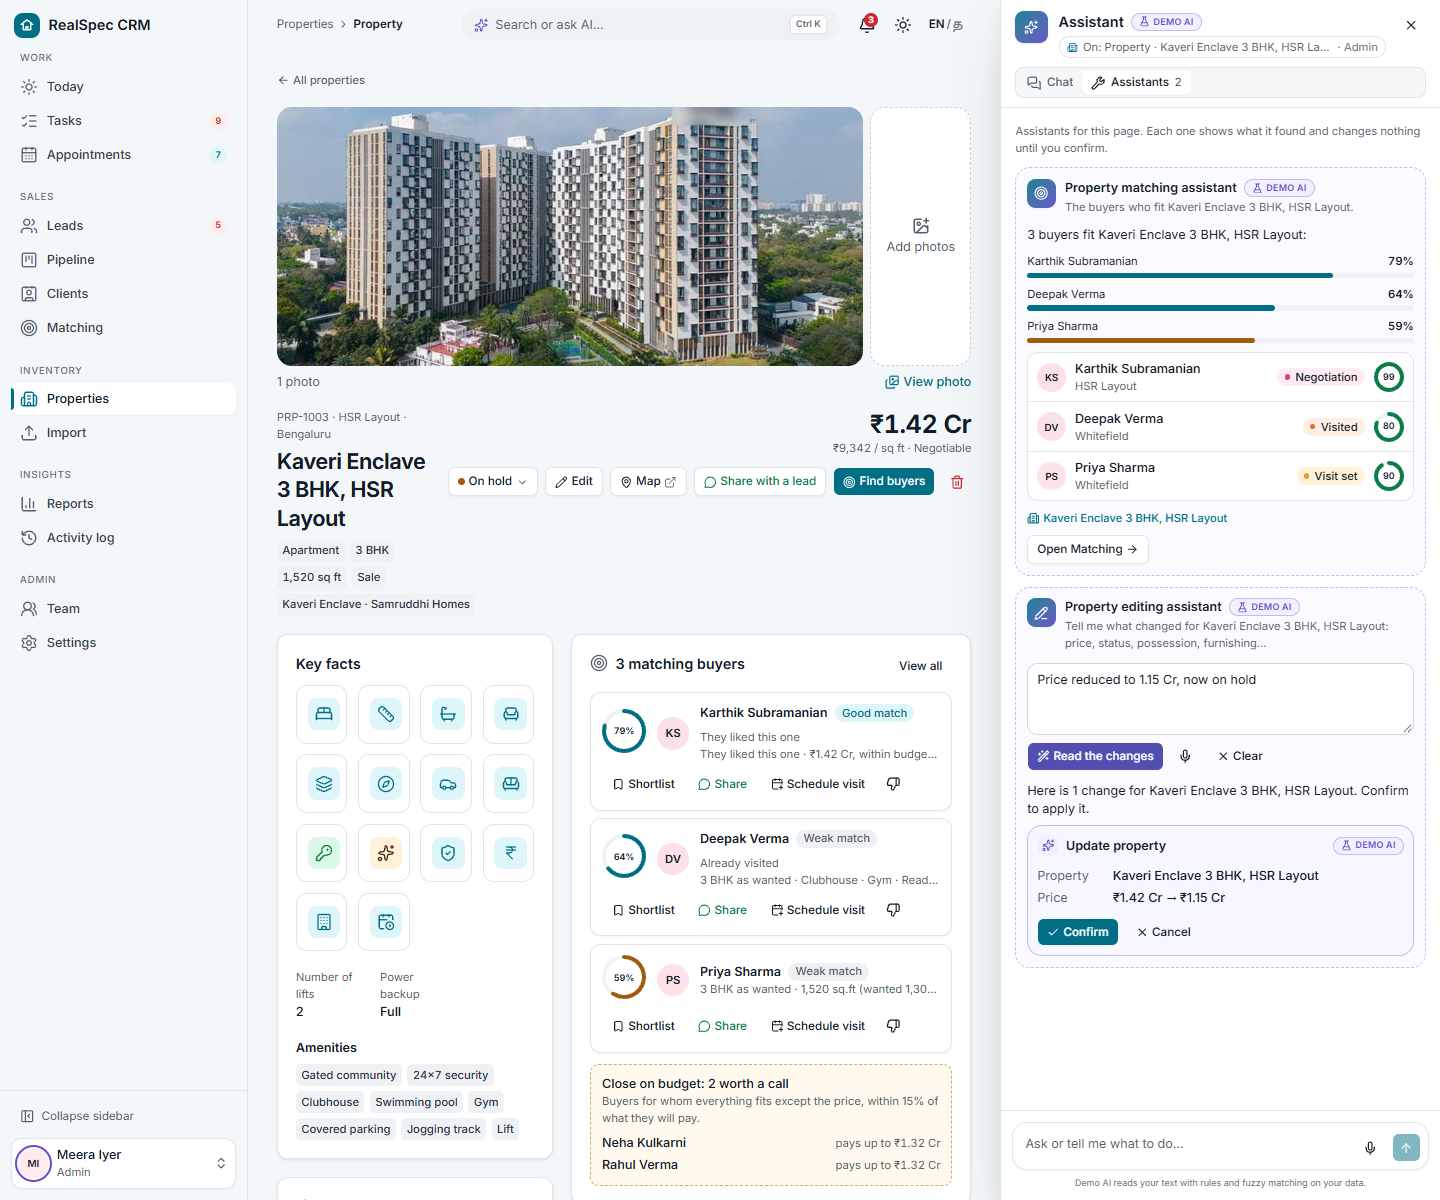 RealSpec CRM
WORK
Today
Tasks
9
Appointments
7
SALES
Leads
5
Pipeline
Clients
Matching
INVENTORY
Properties
Import
INSIGHTS
Reports
Activity log
ADMIN
Team
Settings
Collapse sidebar
MI
Meera Iyer
Admin
Properties > Property
Search or ask AI...
Ctrl K
3
EN / த
← All properties
Add photos
1 photo
View photo
PRP-1003 · HSR Layout ·
Bengaluru
Kaveri Enclave
3 BHK, HSR
Layout
₹1.42 Cr
₹9,342 / sq ft · Negotiable
On hold
Edit
Map
Share with a lead
Find buyers
Apartment
3 BHK
1,520 sq ft
Sale
Kaveri Enclave · Samruddhi Homes
Key facts
Number of
lifts
2
Power
backup
Full
Amenities
Gated community
24×7 security
Clubhouse
Swimming pool
Gym
Covered parking
Jogging track
Lift
3 matching buyers
View all
79%
KS
Karthik Subramanian
Good match
They liked this one
They liked this one · ₹1.42 Cr, within budge...
Shortlist
Share
Schedule visit
64%
DV
Deepak Verma
Weak match
Already visited
3 BHK as wanted · Clubhouse · Gym · Read...
Shortlist
Share
Schedule visit
59%
PS
Priya Sharma
Weak match
3 BHK as wanted · 1,520 sq.ft (wanted 1,30...
Shortlist
Share
Schedule visit
Close on budget: 2 worth a call
Buyers for whom everything fits except the price, within 15% of
what they will pay.
Neha Kulkarni
pays up to ₹1.32 Cr
Rahul Verma
pays up to ₹1.32 Cr
Assistant
DEMO AI
On: Property · Kaveri Enclave 3 BHK, HSR La... · Admin
Chat
Assistants 2
Assistants for this page. Each one shows what it found and changes nothing
until you confirm.
Property matching assistant
DEMO AI
The buyers who fit Kaveri Enclave 3 BHK, HSR Layout.
3 buyers fit Kaveri Enclave 3 BHK, HSR Layout:
Karthik Subramanian
79%
Deepak Verma
64%
Priya Sharma
59%
KS
Karthik Subramanian
HSR Layout
Negotiation
99
DV
Deepak Verma
Whitefield
Visited
80
PS
Priya Sharma
Whitefield
Visit set
90
Kaveri Enclave 3 BHK, HSR Layout
Open Matching →
Property editing assistant
DEMO AI
Tell me what changed for Kaveri Enclave 3 BHK, HSR Layout:
price, status, possession, furnishing...
Price reduced to 1.15 Cr, now on hold
Read the changes
Clear
Here is 1 change for Kaveri Enclave 3 BHK, HSR Layout. Confirm
to apply it.
Update property
DEMO AI
Property
Kaveri Enclave 3 BHK, HSR Layout
Price
₹1.42 Cr → ₹1.15 Cr
Confirm
Cancel
Ask or tell me what to do...
Demo AI reads your text with rules and fuzzy matching on your data.